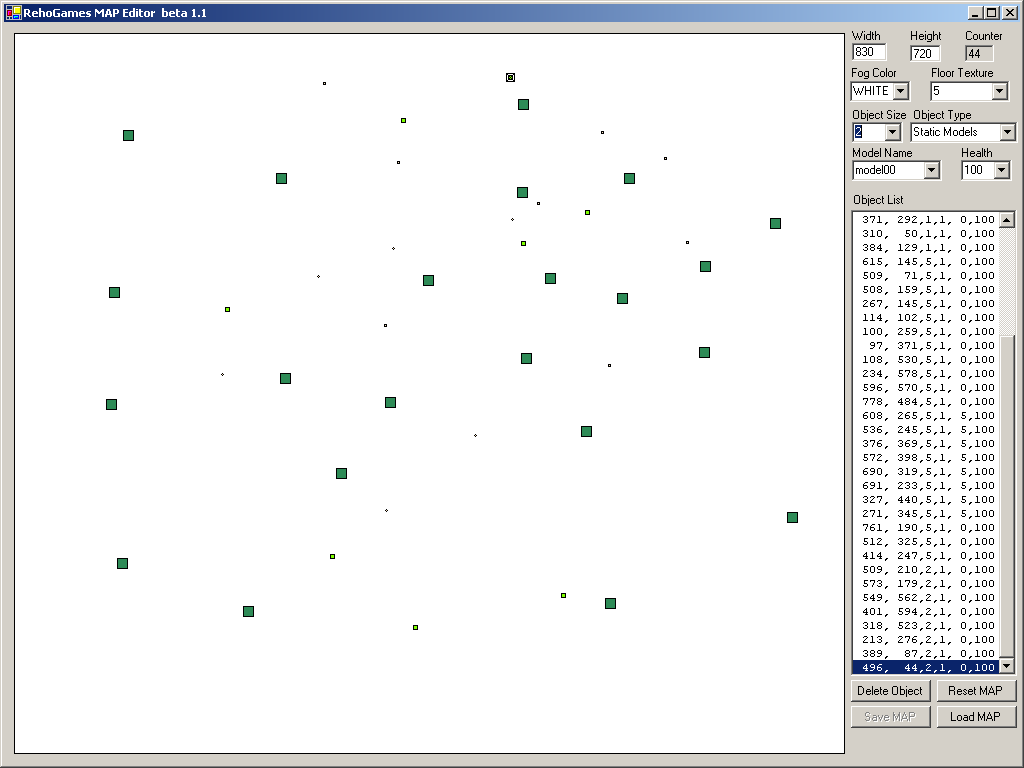 RehoGames MAP Editor beta 1.1
Width Height Counter
830 720 44
Fog Color Floor Texture
WHITE 5
Object Size Object Type
2 Static Models
Model Name Health
model00 100
Object List
371, 292,1,1, 0,100
310, 50,1,1, 0,100
384, 129,1,1, 0,100
615, 145,5,1, 0,100
509, 71,5,1, 0,100
508, 159,5,1, 0,100
267, 145,5,1, 0,100
114, 102,5,1, 0,100
100, 259,5,1, 0,100
97, 371,5,1, 0,100
108, 530,5,1, 0,100
234, 578,5,1, 0,100
596, 570,5,1, 0,100
778, 484,5,1, 0,100
608, 265,5,1, 5,100
536, 245,5,1, 5,100
376, 369,5,1, 5,100
572, 398,5,1, 5,100
690, 319,5,1, 5,100
691, 233,5,1, 5,100
327, 440,5,1, 5,100
271, 345,5,1, 5,100
761, 190,5,1, 0,100
512, 325,5,1, 0,100
414, 247,5,1, 0,100
509, 210,2,1, 0,100
573, 179,2,1, 0,100
549, 562,2,1, 0,100
401, 594,2,1, 0,100
318, 523,2,1, 0,100
213, 276,2,1, 0,100
389, 87,2,1, 0,100
496, 44,2,1, 0,100
Delete Object Reset MAP
Save MAP Load MAP